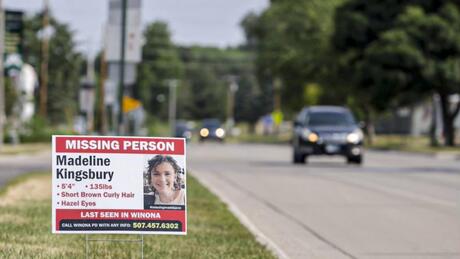 MISSING PERSON
Madeline
Kingsbury
• 5'4" • 135lbs
• Short Brown Curly Hair
• Hazel Eyes
LAST SEEN IN WINONA
CALL WINONA PD WITH ANY INFO: 507.457.6302